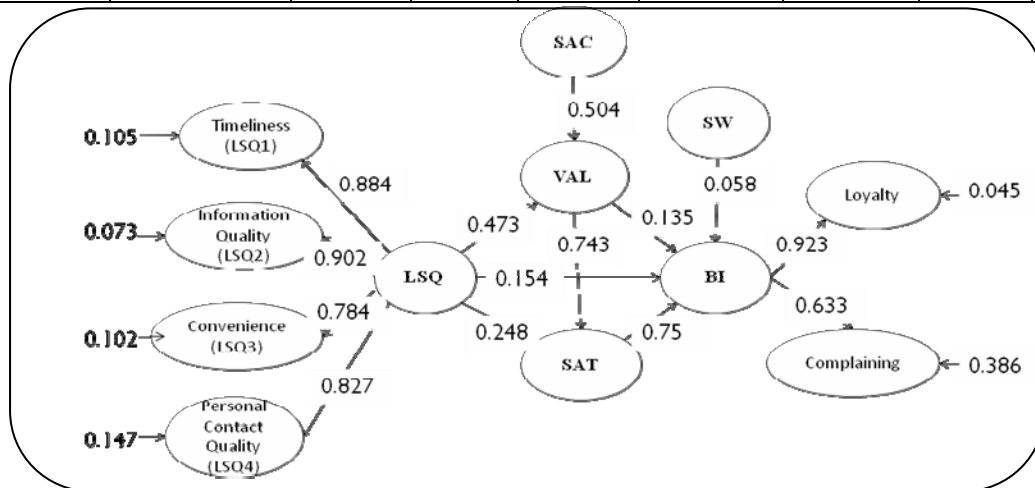 SAC
0.504
SW
0.105
Timeliness
(LSQ1)
0.884
VAL
0.058
Loyalty
0.045
0.073
Information
Quality
(LSQ2)
0.902
0.473
0.135
0.743
0.923
LSQ
0.154
BI
0.102
Convenience
(LSQ3)
0.784
0.248
0.75
0.633
SAT
Complaining
0.386
0.827
0.147
Personal
Contact
Quality
(LSQ4)